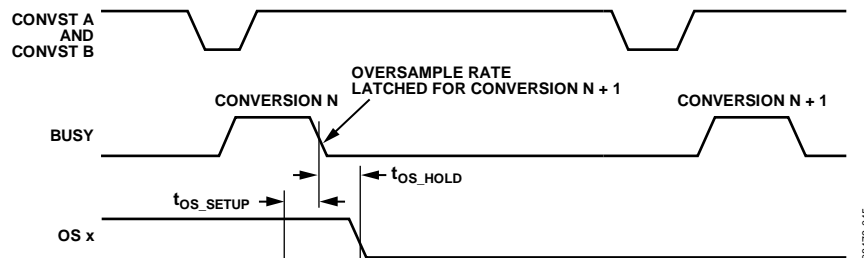 CONVST A
AND
CONVST B
OVERSAMPLE RATE
LATCHED FOR CONVERSION N + 1
CONVERSION N
CONVERSION N + 1
BUSY
tOS_HOLD
tOS_SETUP
OS x